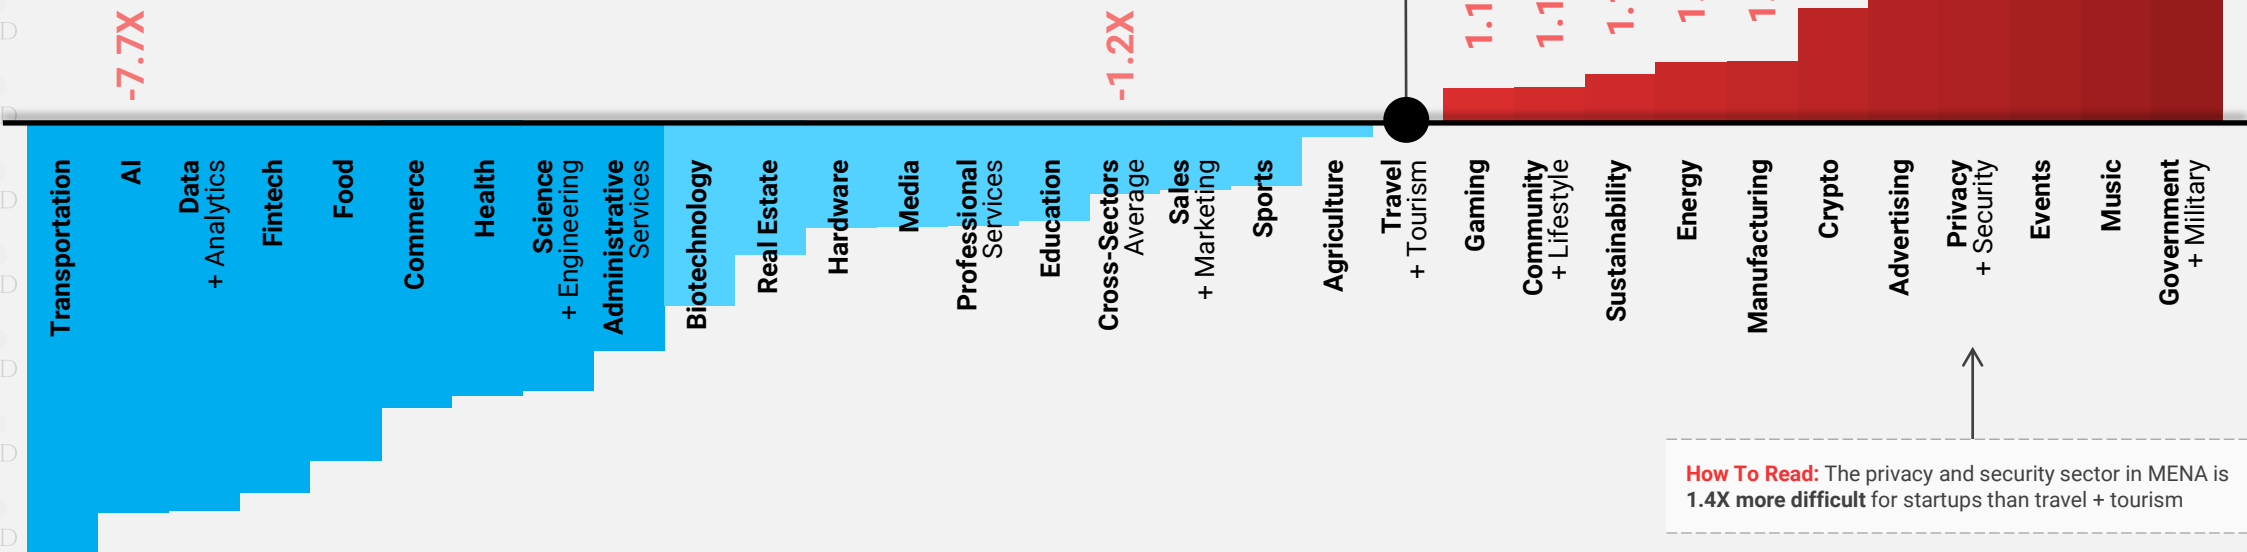 -7.7X
-1.2X
Transportation
AI
Data
+ Analytics
Fintech
Food
Commerce
Health
Science
+ Engineering
Administrative
Services
Biotechnology
Real Estate
Hardware
Media
Professional
Services
Education
Cross-Sectors
Average
Sales
+ Marketing
Sports
Agriculture
Travel
+ Tourism
Gaming
Community
+ Lifestyle
Sustainability
Energy
Manufacturing
Crypto
Advertising
Privacy
+ Security
Events
Music
Government
+ Military
How To Read: The privacy and security sector in MENA is
1.4X more difficult for startups than travel + tourism